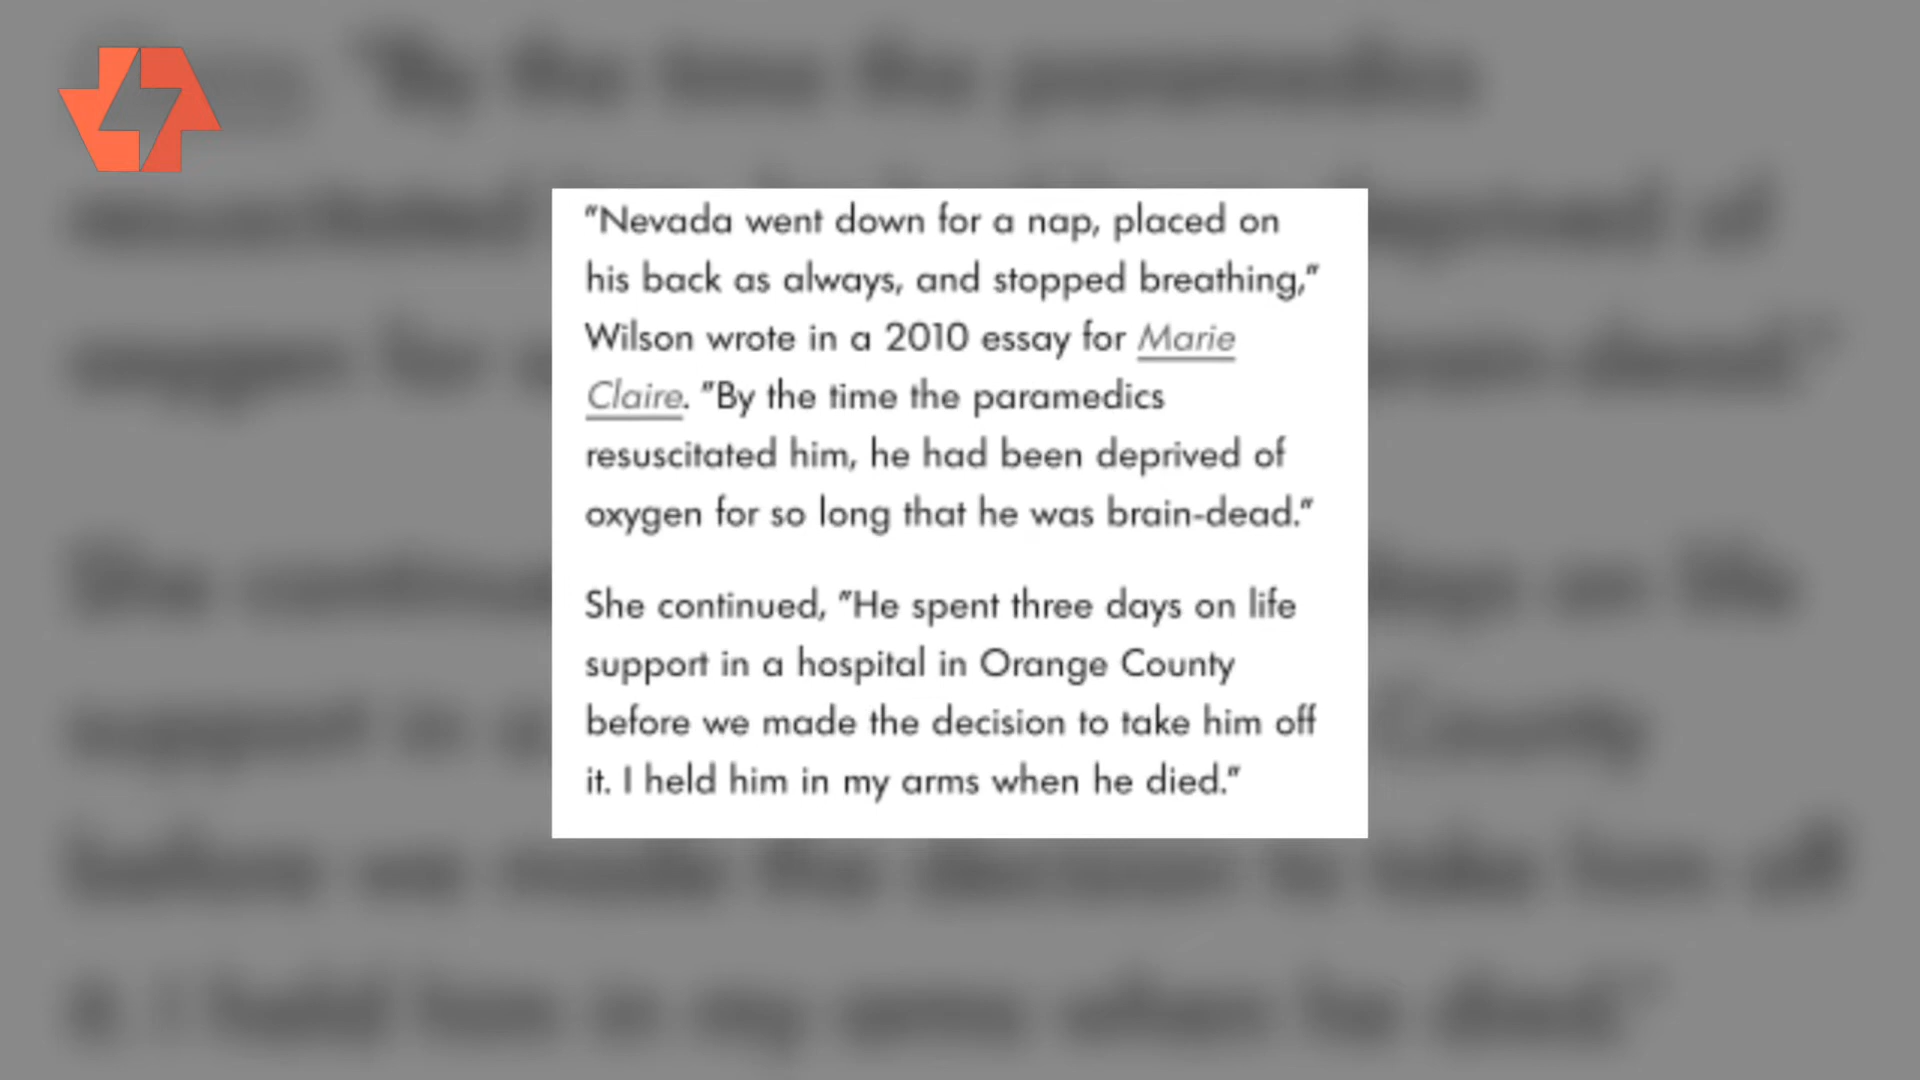 "Nevada went down for a nap, placed on
his back as always, and stopped breathing,"
Wilson wrote in a 2010 essay for Marie
Claire. "By the time the paramedics
resuscitated him, he had been deprived of
oxygen for so long that he was brain-dead."
She continued, "He spent three days on life
support in a hospital in Orange County
before we made the decision to take him off
it. I held him in my arms when he died."